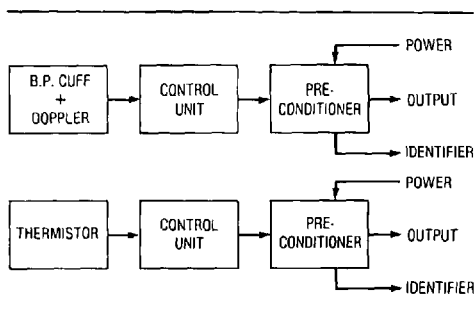 POWER
B.P. CUFF
+
DOPPLER
CONTROL
UNIT
PRE-
CONDITIONER
OUTPUT
IDENTIFIER
POWER
THERMISTOR
CONTROL
UNIT
PRE-
CONDITIONER
OUTPUT
IDENTIFIER